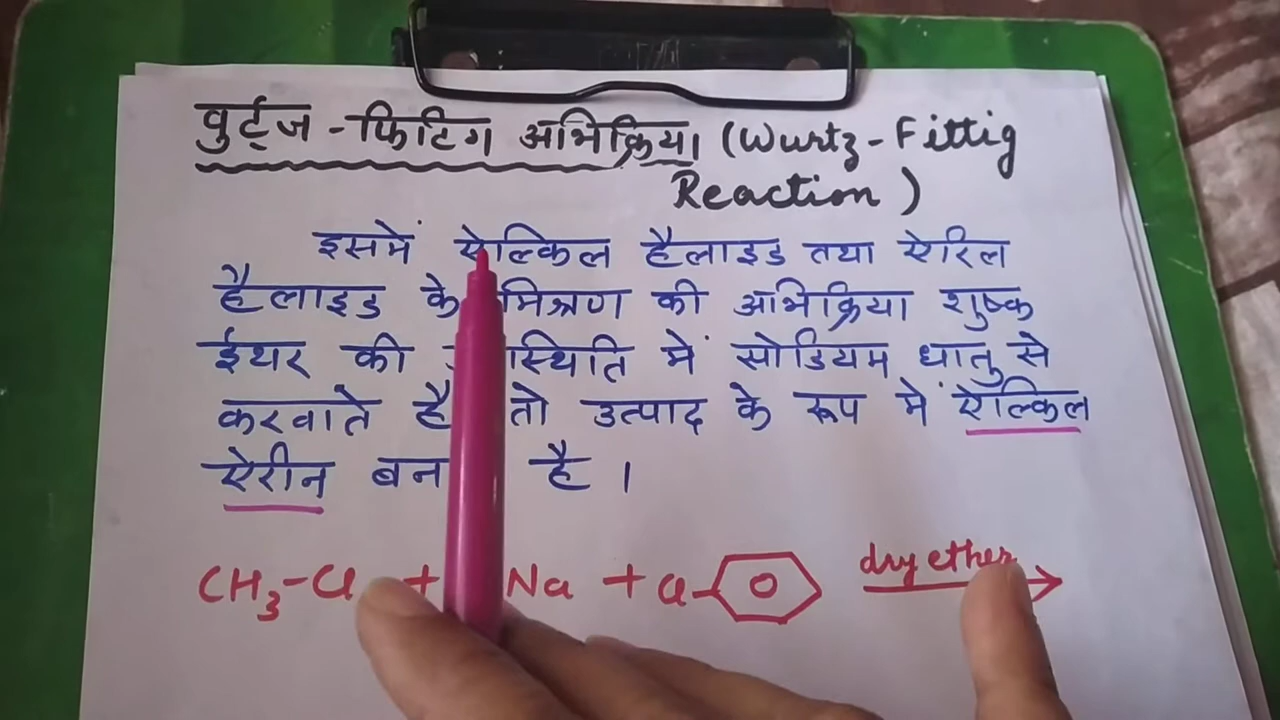 वुर्ट्ज - फिटिग अभिक्रिया (Wurtz-Fittig
Reaction)
इसमें ऐल्किल हैलाइड तथा ऐरिल
हैलाइड के मिश्रण की अभिक्रिया शुष्क
ईथर की में सोडियम धातु से
करवाते है तो उत्पाद के रूप में ऐल्किल
ऐरीन है ।
CH3-Cl + Na + Cl- dry ether